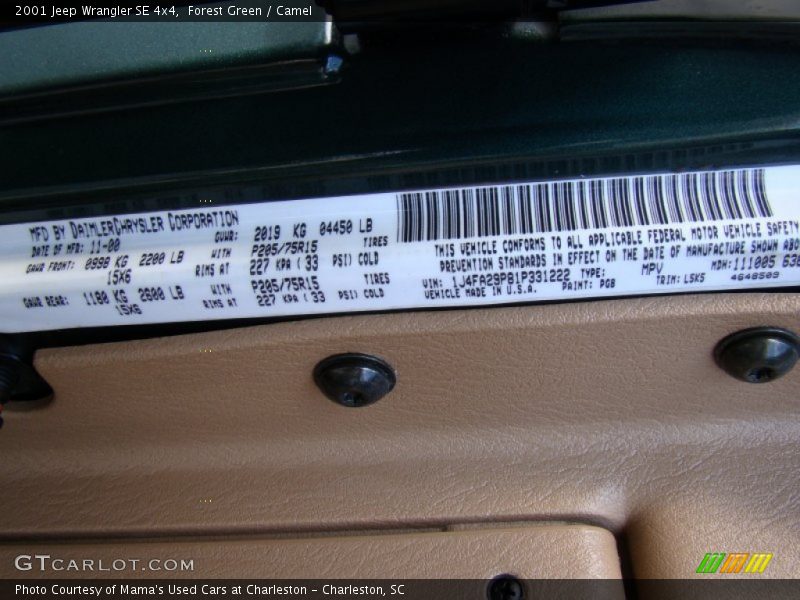 2001 Jeep Wrangler SE 4x4,  Forest Green / Camel
MFD BY DAIMLERCHRYSLER CORPORATION
DATE OF MFR: 11-00
GVWR: 2019 KG 04450 LB
GAWR FRONT: 0998 KG 2200 LB WITH P205/75R15 TIRES
15X6 RIMS AT 227 KPA ( 33 PSI) COLD
GAWR REAR: 1180 KG 2600 LB WITH P205/75R15 TIRES
15X6 RIMS AT 227 KPA ( 33 PSI) COLD
THIS VEHICLE CONFORMS TO ALL APPLICABLE FEDERAL MOTOR VEHICLE SAFETY
PREVENTION STANDARDS IN EFFECT ON THE DATE OF MANUFACTURE SHOWN ABO
VIN: 1J4FA29P81P331222 TYPE: MPV MDH:111005 636
VEHICLE MADE IN U.S.A. PAINT: PGB TRIM: L5K5 4648503
GTCARLOT.COM
Photo Courtesy of Mama's Used Cars at Charleston - Charleston, SC